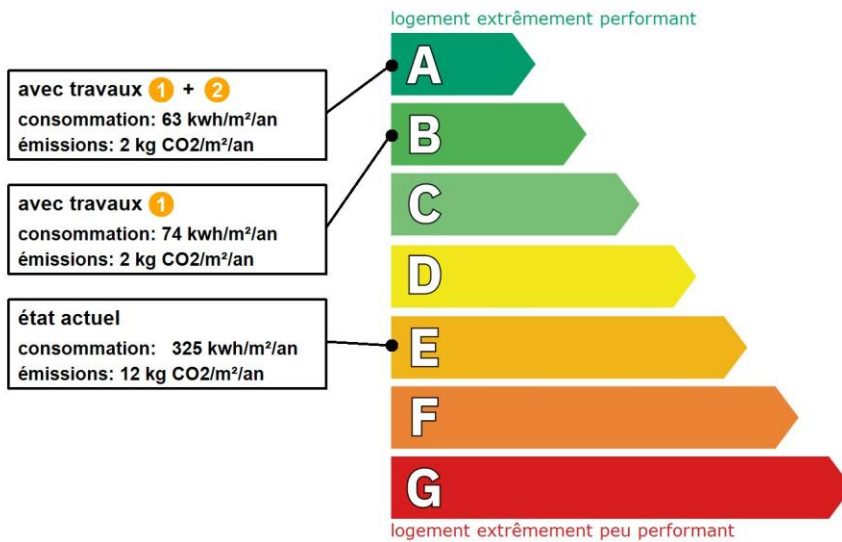 logement extrêmement performant
avec travaux 1 + 2
consommation: 63 kwh/m²/an
émissions: 2 kg CO2/m²/an
avec travaux 1
consommation: 74 kwh/m²/an
émissions: 2 kg CO2/m²/an
état actuel
consommation: 325 kwh/m²/an
émissions: 12 kg CO2/m²/an
A
B
C
D
E
F
G
logement extrêmement peu performant